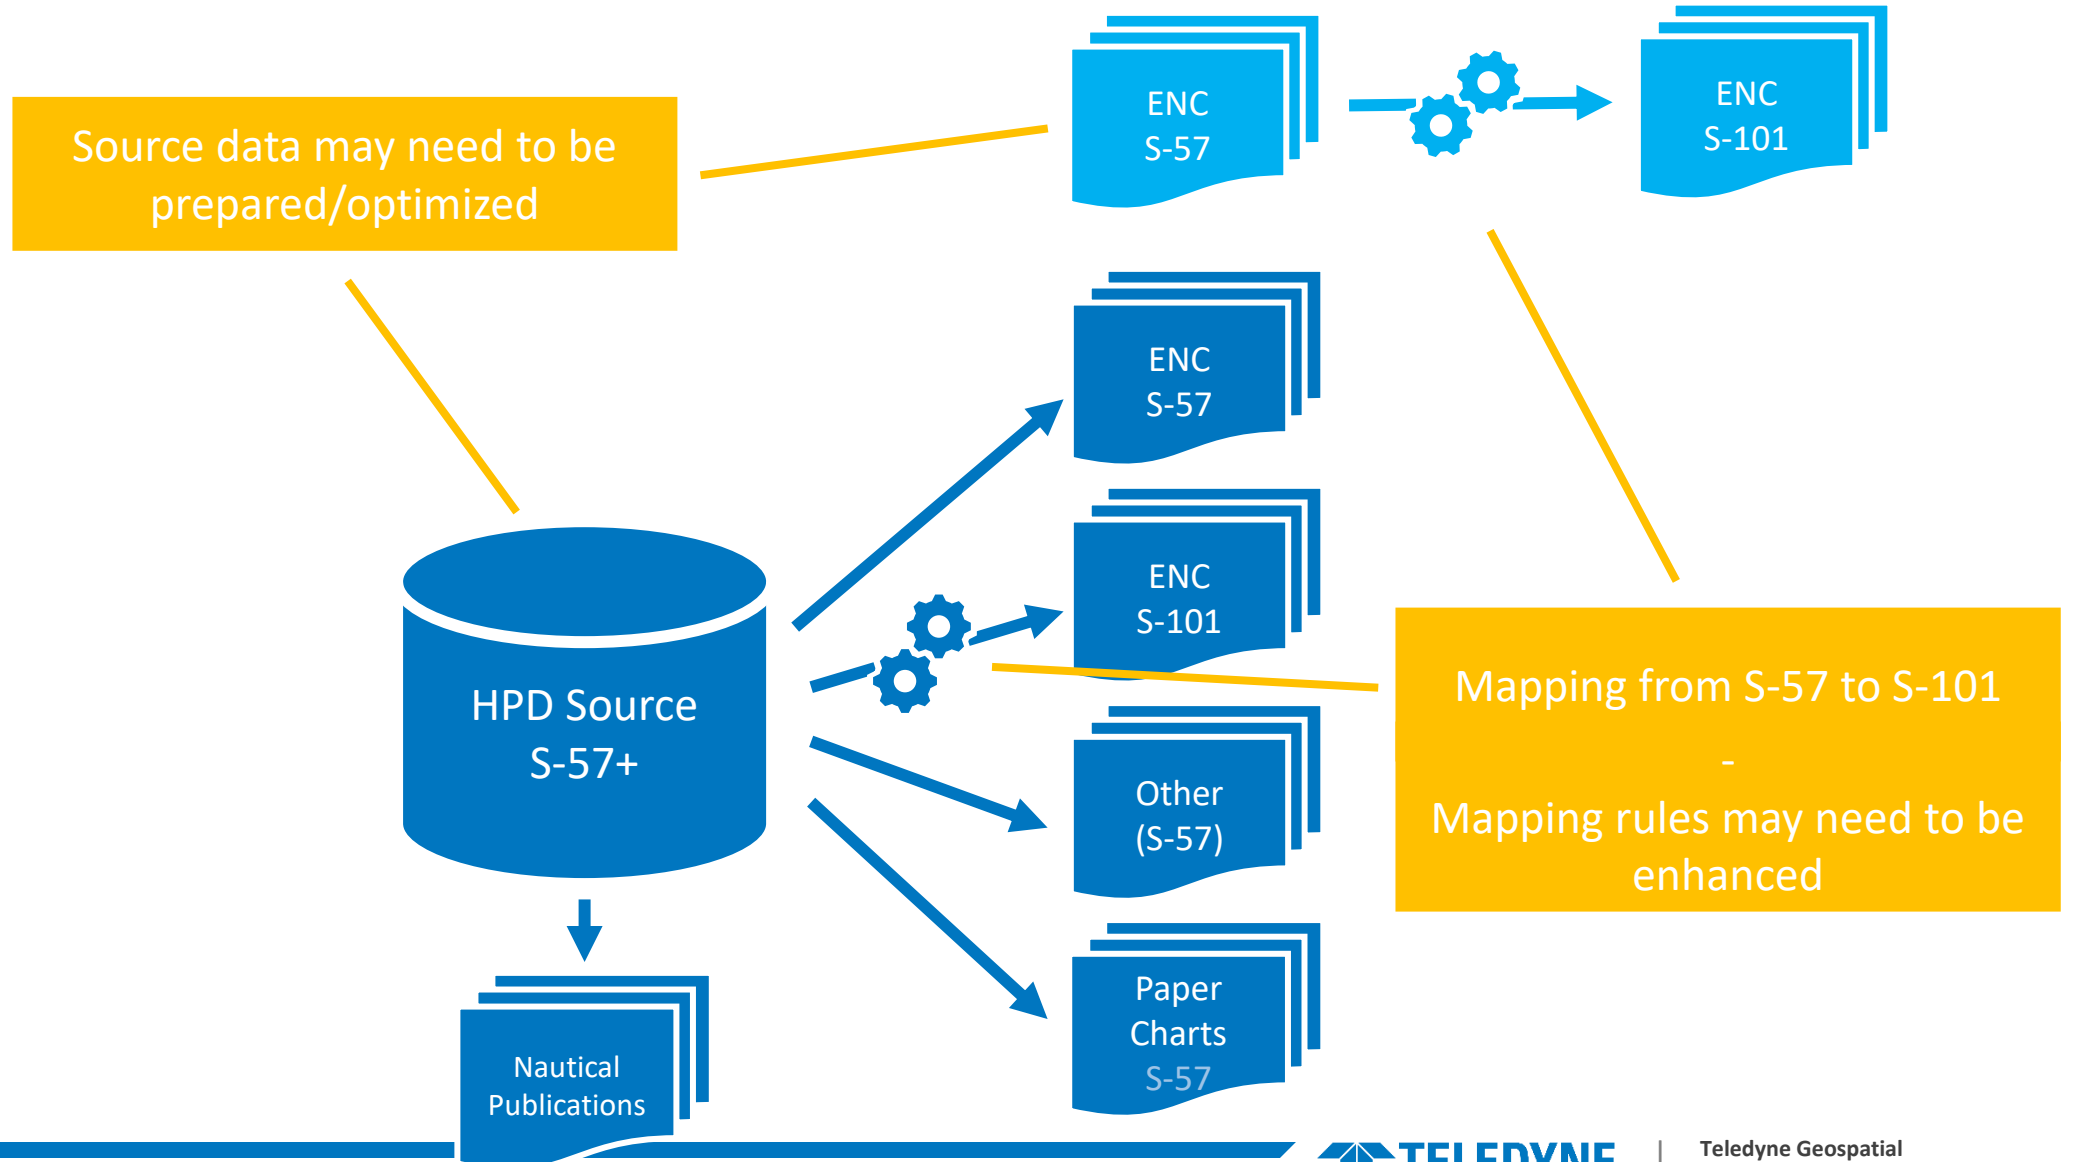 ENC
S-57
ENC
S-101
Source data may need to be
prepared/optimized
ENC
S-57
ENC
S-101
HPD Source
S-57+
Mapping from S-57 to S-101
-
Mapping rules may need to be
enhanced
Other
(S-57)
Paper
Charts
S-57
Nautical
Publications
TELEDYNE
Teledyne Geospatial